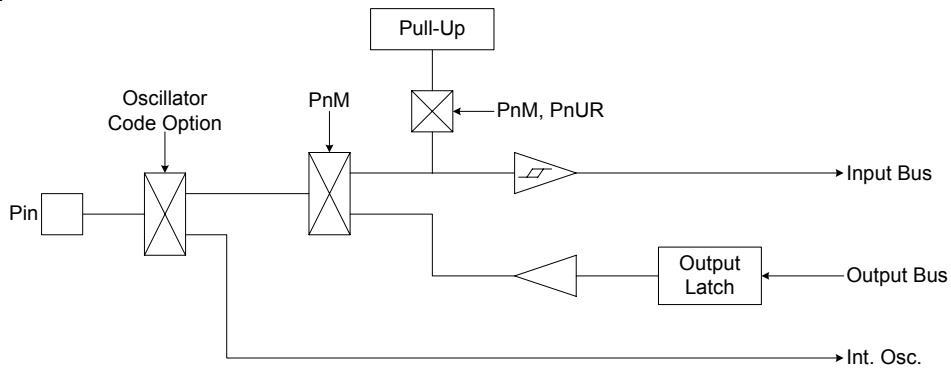 Pull-Up
Oscillator
Code Option
PnM
PnM, PnUR
Pin
Input Bus
Output
Latch
Output Bus
Int. Osc.